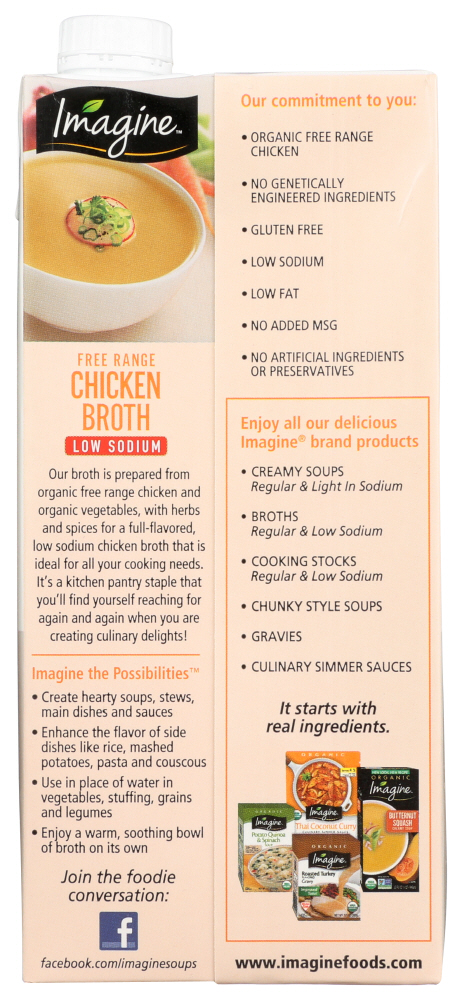 Imagine™
FREE RANGE
CHICKEN
BROTH
LOW SODIUM
Our broth is prepared from
organic free range chicken and
organic vegetables, with herbs
and spices for a full-flavored,
low sodium chicken broth that is
ideal for all your cooking needs.
It's a kitchen pantry staple that
you'll find yourself reaching for
again and again when you are
creating culinary delights!
Imagine the Possibilities™
• Create hearty soups, stews,
main dishes and sauces
• Enhance the flavor of side
dishes like rice, mashed
potatoes, pasta and couscous
• Use in place of water in
vegetables, stuffing, grains
and legumes
• Enjoy a warm, soothing bowl
of broth on its own
Join the foodie
conversation:
f
facebook.com/imaginesoups
Our commitment to you:
• ORGANIC FREE RANGE
CHICKEN
• NO GENETICALLY
ENGINEERED INGREDIENTS
• GLUTEN FREE
• LOW SODIUM
• LOW FAT
• NO ADDED MSG
• NO ARTIFICIAL INGREDIENTS
OR PRESERVATIVES
Enjoy all our delicious
Imagine® brand products
• CREAMY SOUPS
Regular & Light In Sodium
• BROTHS
Regular & Low Sodium
• COOKING STOCKS
Regular & Low Sodium
• CHUNKY STYLE SOUPS
• GRAVIES
• CULINARY SIMMER SAUCES
It starts with
real ingredients.
ORGANIC
Imagine
Thai Coconut Curry
ORGANIC
Imagine
Potato Quinoa
& Spinach
ORGANIC
Imagine
Roasted Turkey
Gravy
ORGANIC
Imagine
BUTTERNUT
SQUASH
www.imaginefoods.com